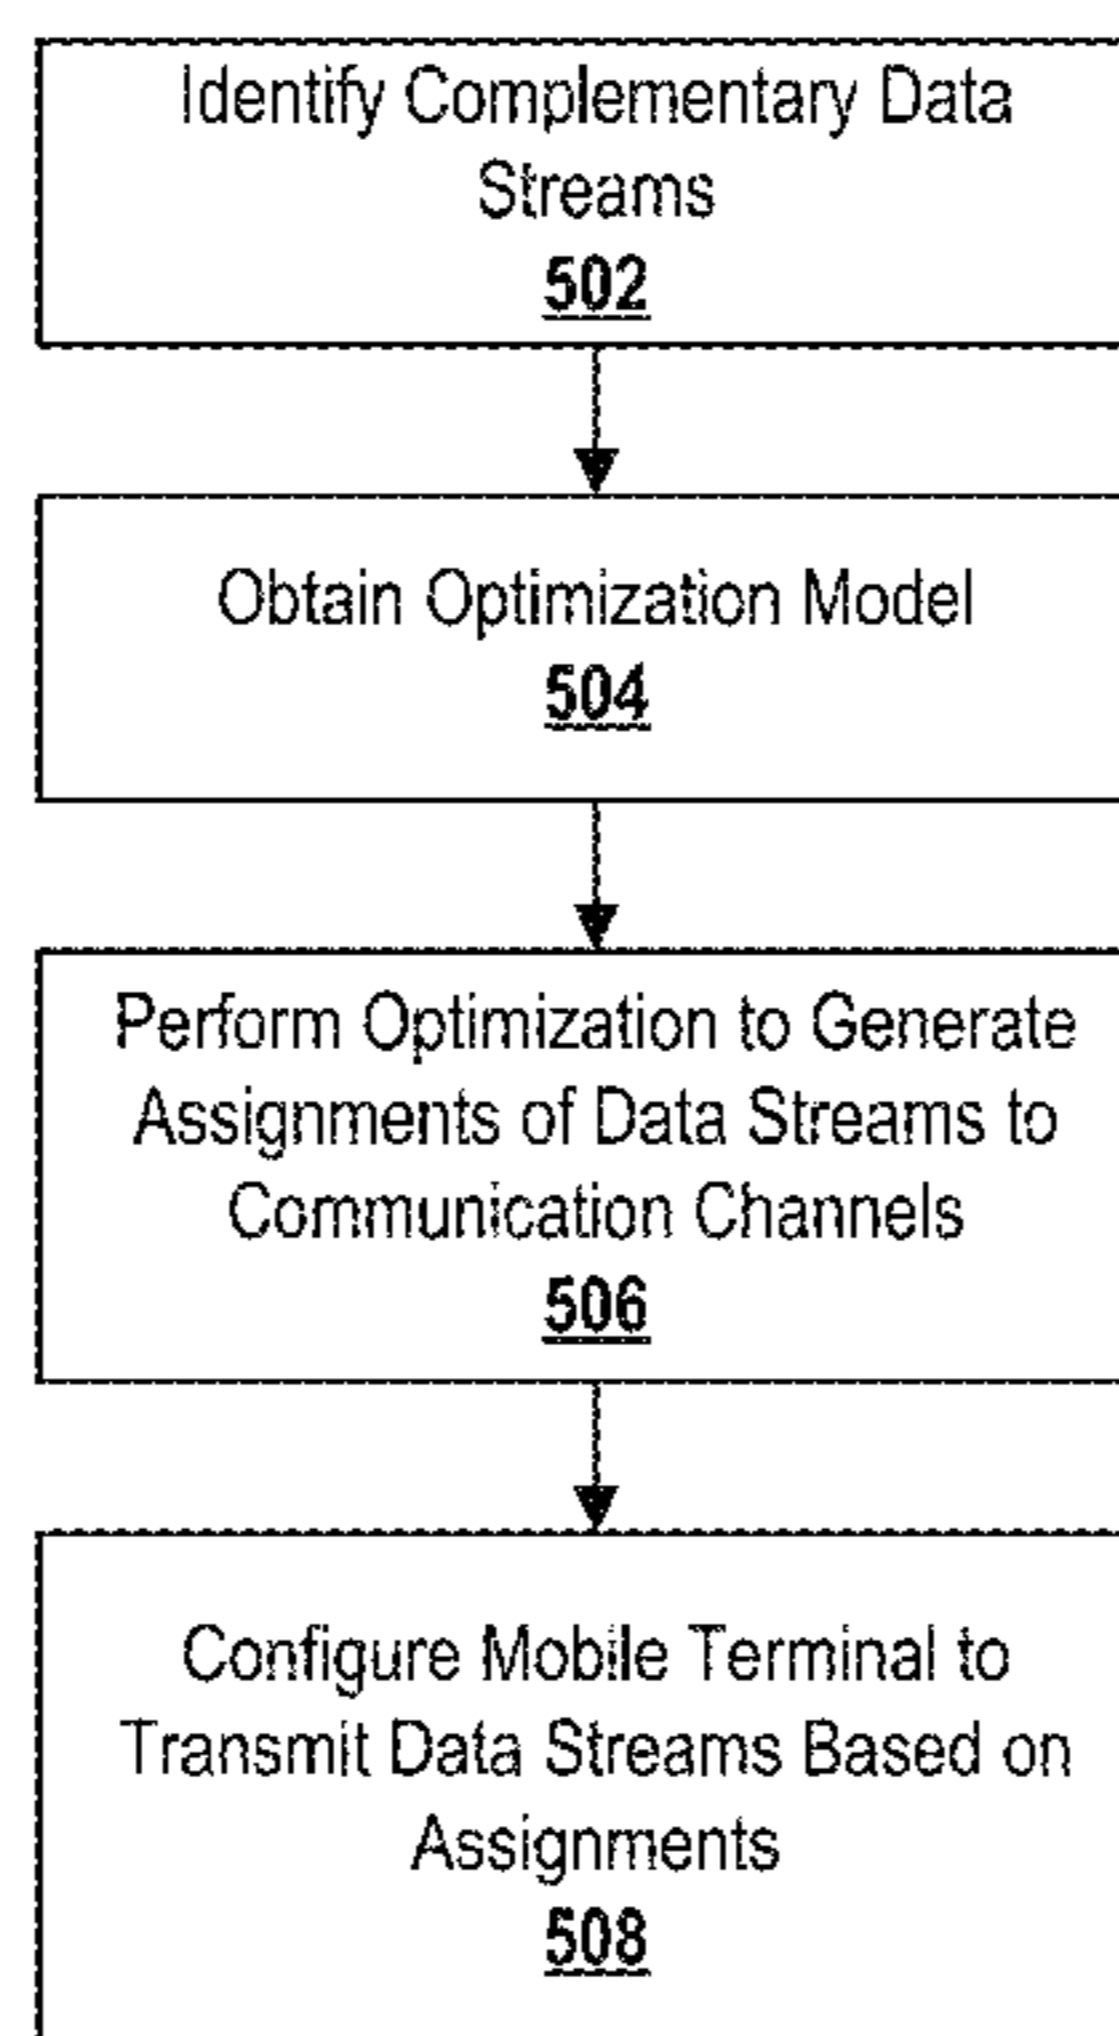 Identify Complementary Data
Streams
502
Obtain Optimization Model
504
Perform Optimization to Generate
Assignments of Data Streams to
Communication Channels
506
Configure Mobile Terminal to
Transmit Data Streams Based on
Assignments
508